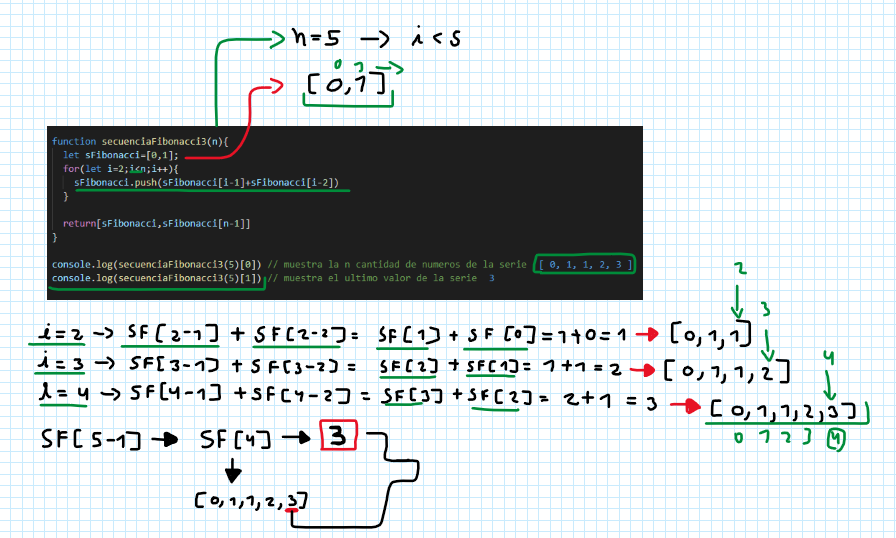 n=5 → i<5
0 1 →
[0,1]
function secuenciaFibonacci3(n){
let sFibonacci=[0,1];
for(let i=2;i<n;i++){
sFibonacci.push(sFibonacci[i-1]+sFibonacci[i-2])
}
return[sFibonacci,sFibonacci[n-1]]
}
console.log(secuenciaFibonacci3(5)[0]) // muestra la n cantidad de numeros de la serie [ 0, 1, 1, 2, 3 ]
console.log(secuenciaFibonacci3(5)[1]) // muestra el ultimo valor de la serie 3
2
i=2 → SF[2-1] + SF[2-2] = SF[1] + SF[0] = 1+0=1 → [0,1,1]
3
i=3 → SF[3-1] + SF[3-2] = SF[2] + SF[1] = 1+1=2 → [0,1,1,2]
4
i=4 → SF[4-1] + SF[4-2] = SF[3] + SF[2] = 2+1=3 → [0,1,1,2,3]
0 1 2 3 4
SF[5-1] → SF[4] → 3
[0,1,1,2,3]